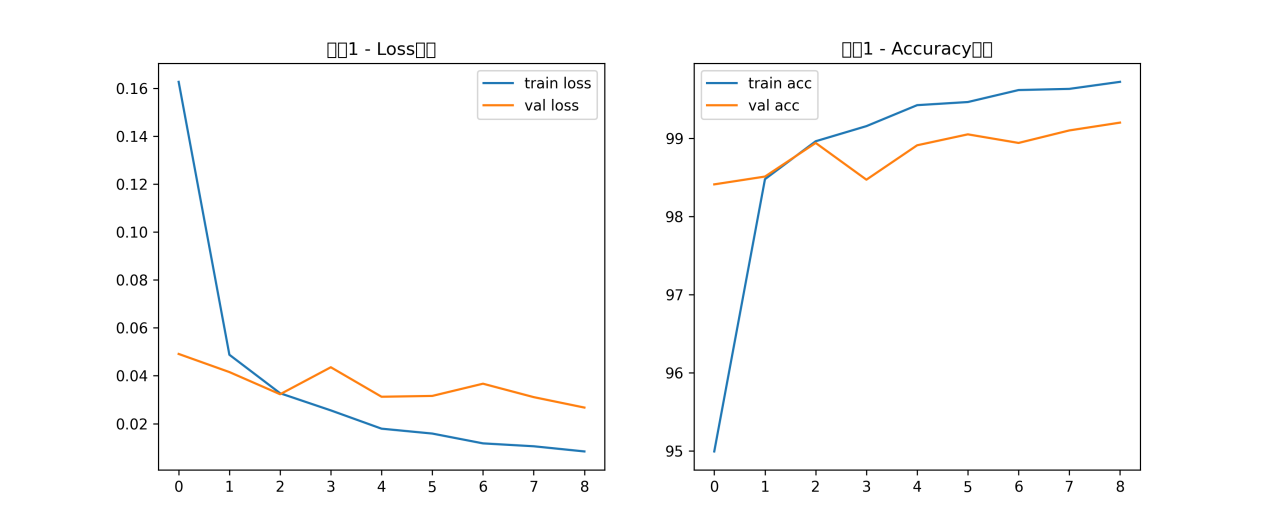 ▯▯1 - Loss▯▯
train loss
val loss
0.16
0.14
0.12
0.10
0.08
0.06
0.04
0.02
0 1 2 3 4 5 6 7 8
▯▯1 - Accuracy▯▯
train acc
val acc
99
98
97
96
95
0 1 2 3 4 5 6 7 8